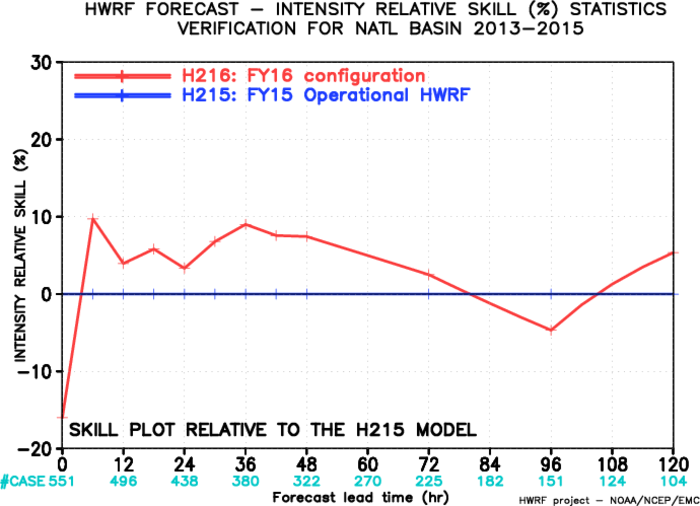 HWRF FORECAST – INTENSITY RELATIVE SKILL (%) STATISTICS
VERIFICATION FOR NATL BASIN 2013–2015
INTENSITY RELATIVE SKILL (%)
30
20
10
0
–10
–20
H216: FY16 configuration
H215: FY15 Operational HWRF
SKILL PLOT RELATIVE TO THE H215 MODEL
0 12 24 36 48 60 72 84 96 108 120
#CASE 551 496 438 380 322 270 225 182 151 124 104
Forecast lead time (hr)
HWRF project – NOAA/NCEP/EMC